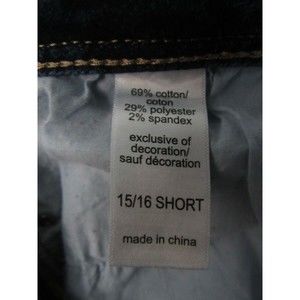 69% cotton/
coton
29% polyester
2% spandex
exclusive of
decoration/
sauf décoration
15/16 SHORT
made in china